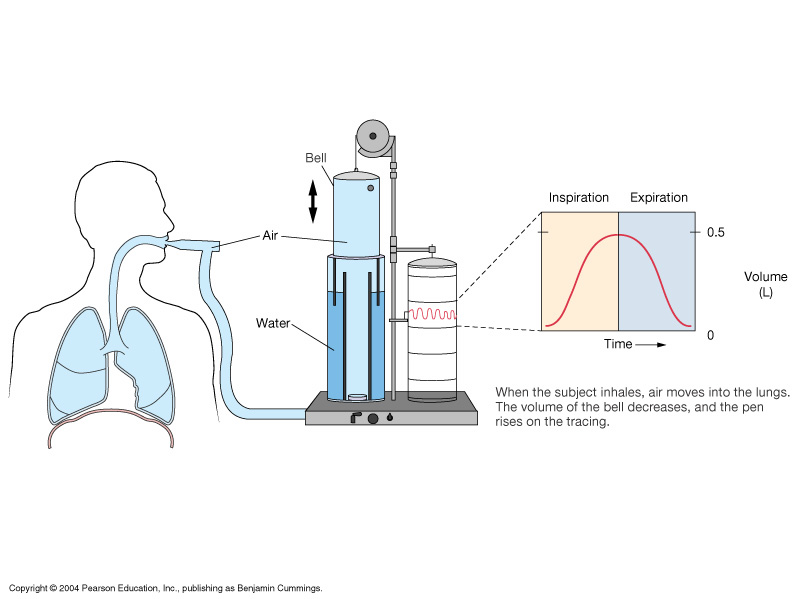 Bell
Inspiration
Expiration
Air
0.5
Volume
(L)
Water
0
Time
When the subject inhales, air moves into the lungs.
The volume of the bell decreases, and the pen
rises on the tracing.
Copyright © 2004 Pearson Education, Inc., publishing as Benjamin Cummings.